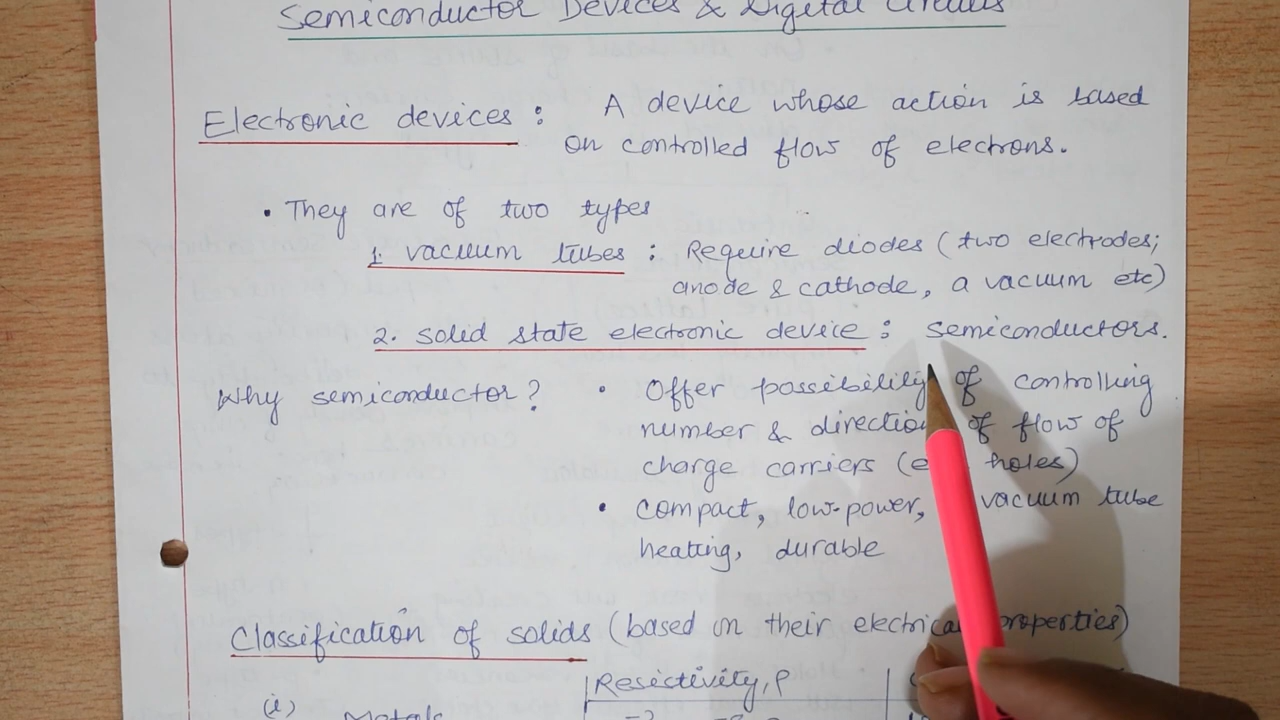 Semiconductor Devices & Digital Circuits
Electronic devices : A device whose action is based
on controlled flow of electrons.
• They are of two types
1. vacuum tubes : Require diodes (two electrodes;
anode & cathode, a vacuum etc)
2. solid state electronic device : semiconductors.
Why semiconductor? • Offer possibility of controlling
number & direction of flow of
charge carriers (e holes)
• compact, low-power, vacuum tube
heating, durable
Classification of solids (based on their electrical properties)
Resistivity, ρ
(i) Metals